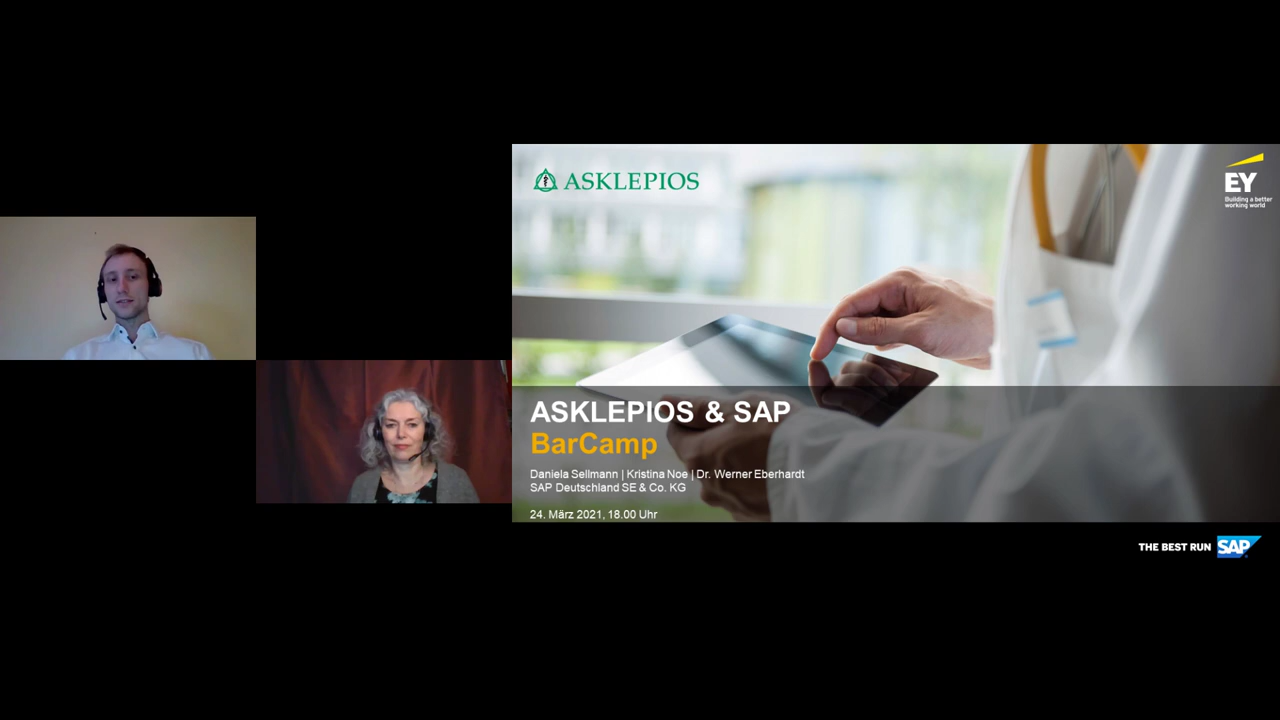 ASKLEPIOS
EY
Building a better
working world
ASKLEPIOS & SAP
BarCamp
Daniela Sellmann | Kristina Noe | Dr. Werner Eberhardt
SAP Deutschland SE & Co. KG
24. März 2021, 18.00 Uhr
THE BEST RUN SAP